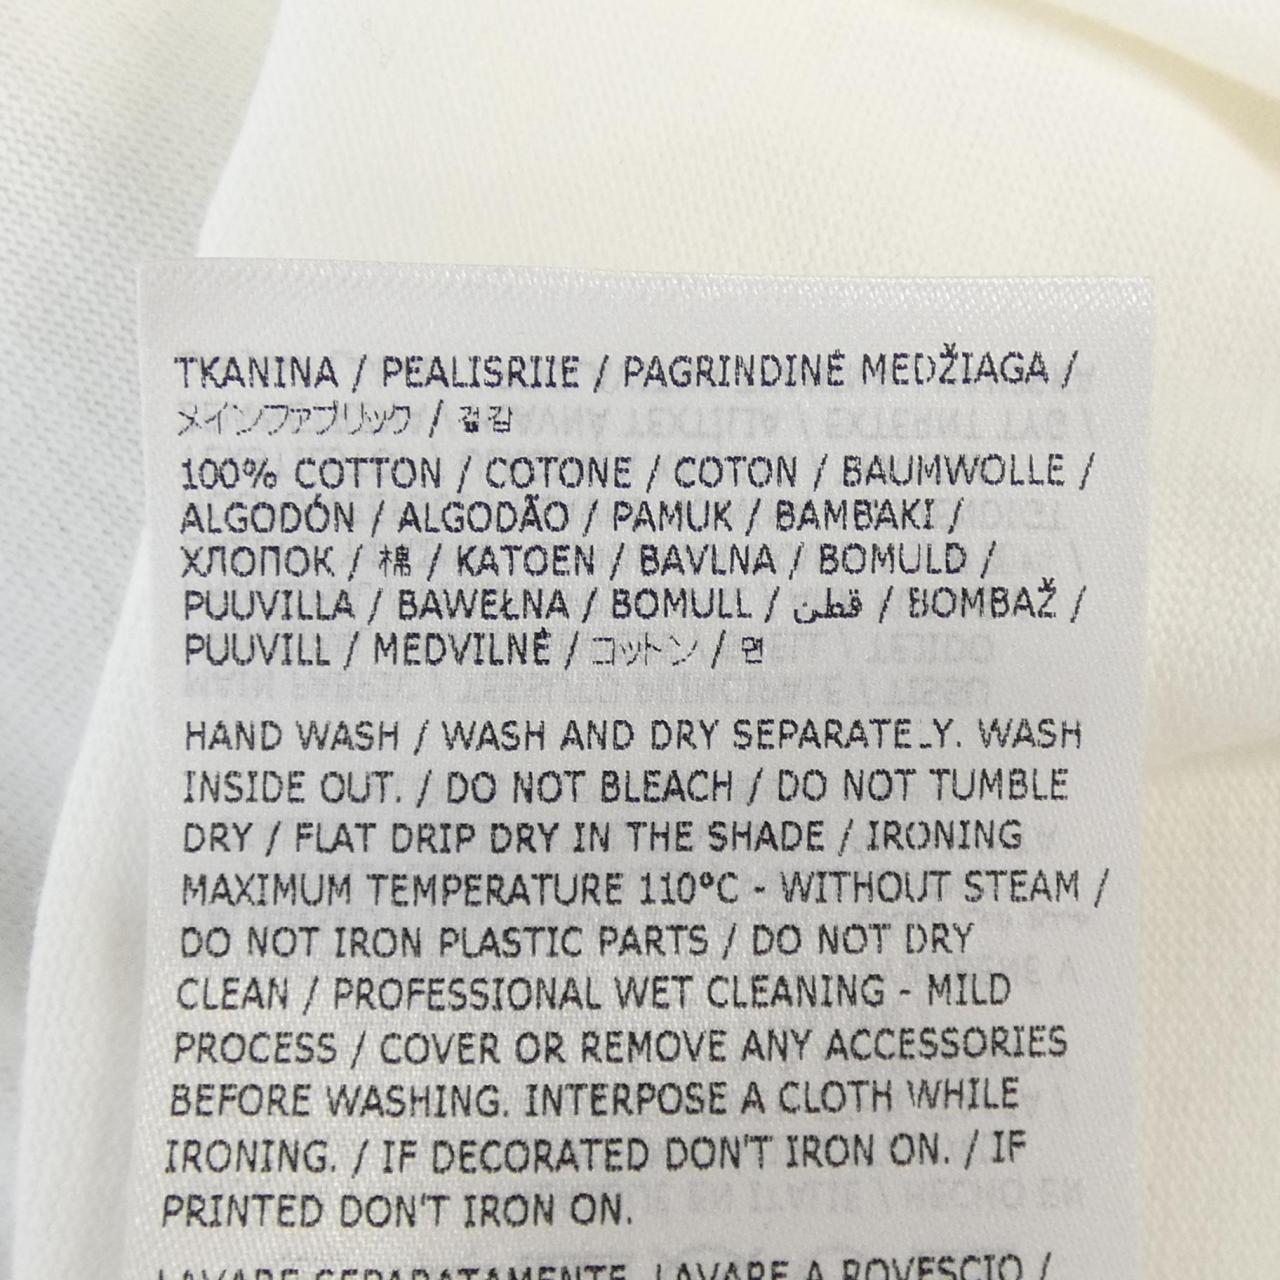 TKANINA / PEALISRIIE / PAGRINDINĖ MEDŽIAGA /
メインファブリック / 겉감
100% COTTON / COTONE / COTON / BAUMWOLLE /
ALGODÓN / ALGODÃO / PAMUK / BAMBAKI /
ХЛОПОК / 棉 / KATOEN / BAVLNA / BOMULD /
PUUVILLA / BAWEŁNA / BOMULL / قطن / BOMBAŽ /
PUUVILL / MEDVILNĖ / コットン / 면
HAND WASH / WASH AND DRY SEPARATELY. WASH
INSIDE OUT. / DO NOT BLEACH / DO NOT TUMBLE
DRY / FLAT DRIP DRY IN THE SHADE / IRONING
MAXIMUM TEMPERATURE 110°C - WITHOUT STEAM /
DO NOT IRON PLASTIC PARTS / DO NOT DRY
CLEAN / PROFESSIONAL WET CLEANING - MILD
PROCESS / COVER OR REMOVE ANY ACCESSORIES
BEFORE WASHING. INTERPOSE A CLOTH WHILE
IRONING. / IF DECORATED DON'T IRON ON. / IF
PRINTED DON'T IRON ON.
LAVARE SEPARATAMENTE. LAVARE A ROVESCIO /